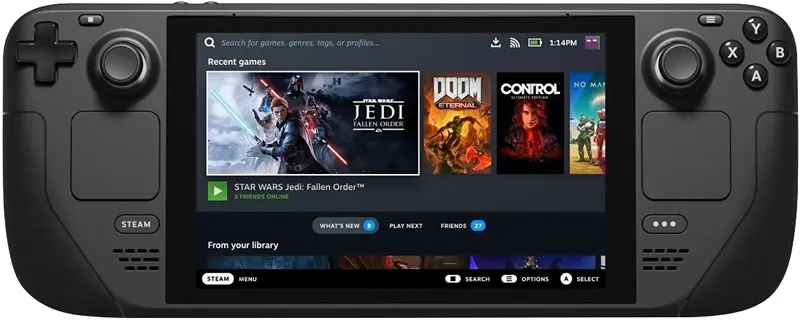 Search for games, genres, tags, or profiles...
1:14PM
Recent games
STAR WARS
JEDI
FALLEN ORDER
DOOM
ETERNAL
CONTROL
ULTIMATE EDITION
NO MAN
STAR WARS Jedi: Fallen Order™
3 FRIENDS ONLINE
WHAT'S NEW 8
PLAY NEXT
FRIENDS 27
From your library
STEAM MENU
SEARCH
OPTIONS
A SELECT
STEAM
Y
X
B
A